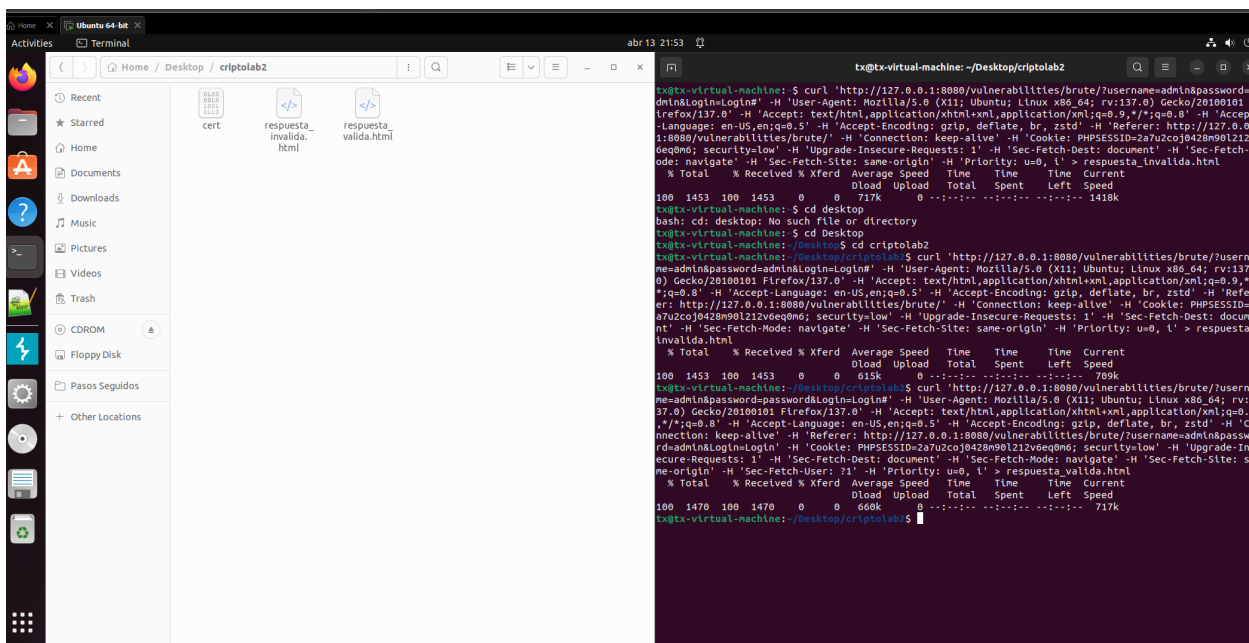 Home
Ubuntu 64-bit
Activities
Terminal
abr 13 21:53
Home / Desktop / criptolab2
Recent
Starred
Home
Documents
Downloads
Music
Pictures
Videos
Trash
CDROM
Floppy Disk
Pasos Seguidos
+ Other Locations
cert
respuesta_
invalida.
html
respuesta_
valida.html
tx@tx-virtual-machine: ~/Desktop/criptolab2
tx@tx-virtual-machine:~$ curl 'http://127.0.0.1:8080/vulnerabilities/brute/?username=admin&password=
dmin&Login=Login#' -H 'User-Agent: Mozilla/5.0 (X11; Ubuntu; Linux x86_64; rv:137.0) Gecko/20100101
irefox/137.0' -H 'Accept: text/html,application/xhtml+xml,application/xml;q=0.9,*/*;q=0.8' -H 'Accep
-Language: en-US,en;q=0.5' -H 'Accept-Encoding: gzip, deflate, br, zstd' -H 'Referer: http://127.0.0
1:8080/vulnerabilities/brute/' -H 'Connection: keep-alive' -H 'Cookie: PHPSESSID=2a7u2coj0428m90l212
6eq0m6; security=low' -H 'Upgrade-Insecure-Requests: 1' -H 'Sec-Fetch-Dest: document' -H 'Sec-Fetch-
ode: navigate' -H 'Sec-Fetch-Site: same-origin' -H 'Priority: u=0, i' > respuesta_invalida.html
% Total % Received % Xferd Average Speed Time Time Time Current
Dload Upload Total Spent Left Speed
100 1453 100 1453 0 0 717k 0 --:--:-- --:--:-- --:--:-- 1418k
tx@tx-virtual-machine:~$ cd desktop
bash: cd: desktop: No such file or directory
tx@tx-virtual-machine:~$ cd Desktop
tx@tx-virtual-machine:~/Desktop$ cd criptolab2
tx@tx-virtual-machine:~/Desktop/criptolab2$ curl 'http://127.0.0.1:8080/vulnerabilities/brute/?usern
me=admin&password=admin&Login=Login#' -H 'User-Agent: Mozilla/5.0 (X11; Ubuntu; Linux x86_64; rv:137
0) Gecko/20100101 Firefox/137.0' -H 'Accept: text/html,application/xhtml+xml,application/xml;q=0.9,*
*;q=0.8' -H 'Accept-Language: en-US,en;q=0.5' -H 'Accept-Encoding: gzip, deflate, br, zstd' -H 'Refe
er: http://127.0.0.1:8080/vulnerabilities/brute/' -H 'Connection: keep-alive' -H 'Cookie: PHPSESSID=
a7u2coj0428m90l212v6eq0m6; security=low' -H 'Upgrade-Insecure-Requests: 1' -H 'Sec-Fetch-Dest: docum
nt' -H 'Sec-Fetch-Mode: navigate' -H 'Sec-Fetch-Site: same-origin' -H 'Priority: u=0, i' > respuesta
invalida.html
% Total % Received % Xferd Average Speed Time Time Time Current
Dload Upload Total Spent Left Speed
100 1453 100 1453 0 0 615k 0 --:--:-- --:--:-- --:--:-- 709k
tx@tx-virtual-machine:~/Desktop/criptolab2$ curl 'http://127.0.0.1:8080/vulnerabilities/brute/?usern
me=admin&password=password&Login=Login#' -H 'User-Agent: Mozilla/5.0 (X11; Ubuntu; Linux x86_64; rv:
37.0) Gecko/20100101 Firefox/137.0' -H 'Accept: text/html,application/xhtml+xml,application/xml;q=0.
,*/*;q=0.8' -H 'Accept-Language: en-US,en;q=0.5' -H 'Accept-Encoding: gzip, deflate, br, zstd' -H 'C
nnection: keep-alive' -H 'Referer: http://127.0.0.1:8080/vulnerabilities/brute/?username=admin&passw
rd=admin&Login=Login' -H 'Cookie: PHPSESSID=2a7u2coj0428m90l212v6eq0m6; security=low' -H 'Upgrade-In
ecure-Requests: 1' -H 'Sec-Fetch-Dest: document' -H 'Sec-Fetch-Mode: navigate' -H 'Sec-Fetch-Site: s
me-origin' -H 'Sec-Fetch-User: ?1' -H 'Priority: u=0, i' > respuesta_valida.html
% Total % Received % Xferd Average Speed Time Time Time Current
Dload Upload Total Spent Left Speed
100 1470 100 1470 0 0 660k 0 --:--:-- --:--:-- --:--:-- 717k
tx@tx-virtual-machine:~/Desktop/criptolab2$